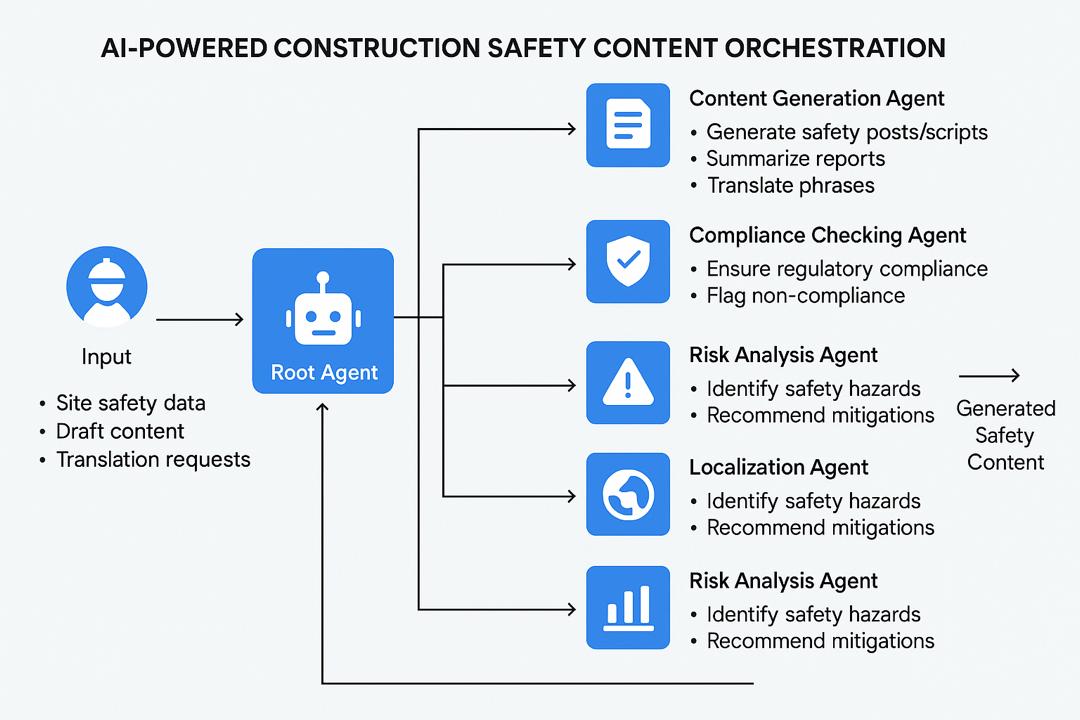 AI-POWERED CONSTRUCTION SAFETY CONTENT ORCHESTRATION
Input
• Site safety data
• Draft content
• Translation requests
Root Agent
Content Generation Agent
• Generate safety posts/scripts
• Summarize reports
• Translate phrases
Compliance Checking Agent
• Ensure regulatory compliance
• Flag non-compliance
Risk Analysis Agent
• Identify safety hazards
• Recommend mitigations
Localization Agent
• Identify safety hazards
• Recommend mitigations
Risk Analysis Agent
• Identify safety hazards
• Recommend mitigations
Generated
Safety
Content